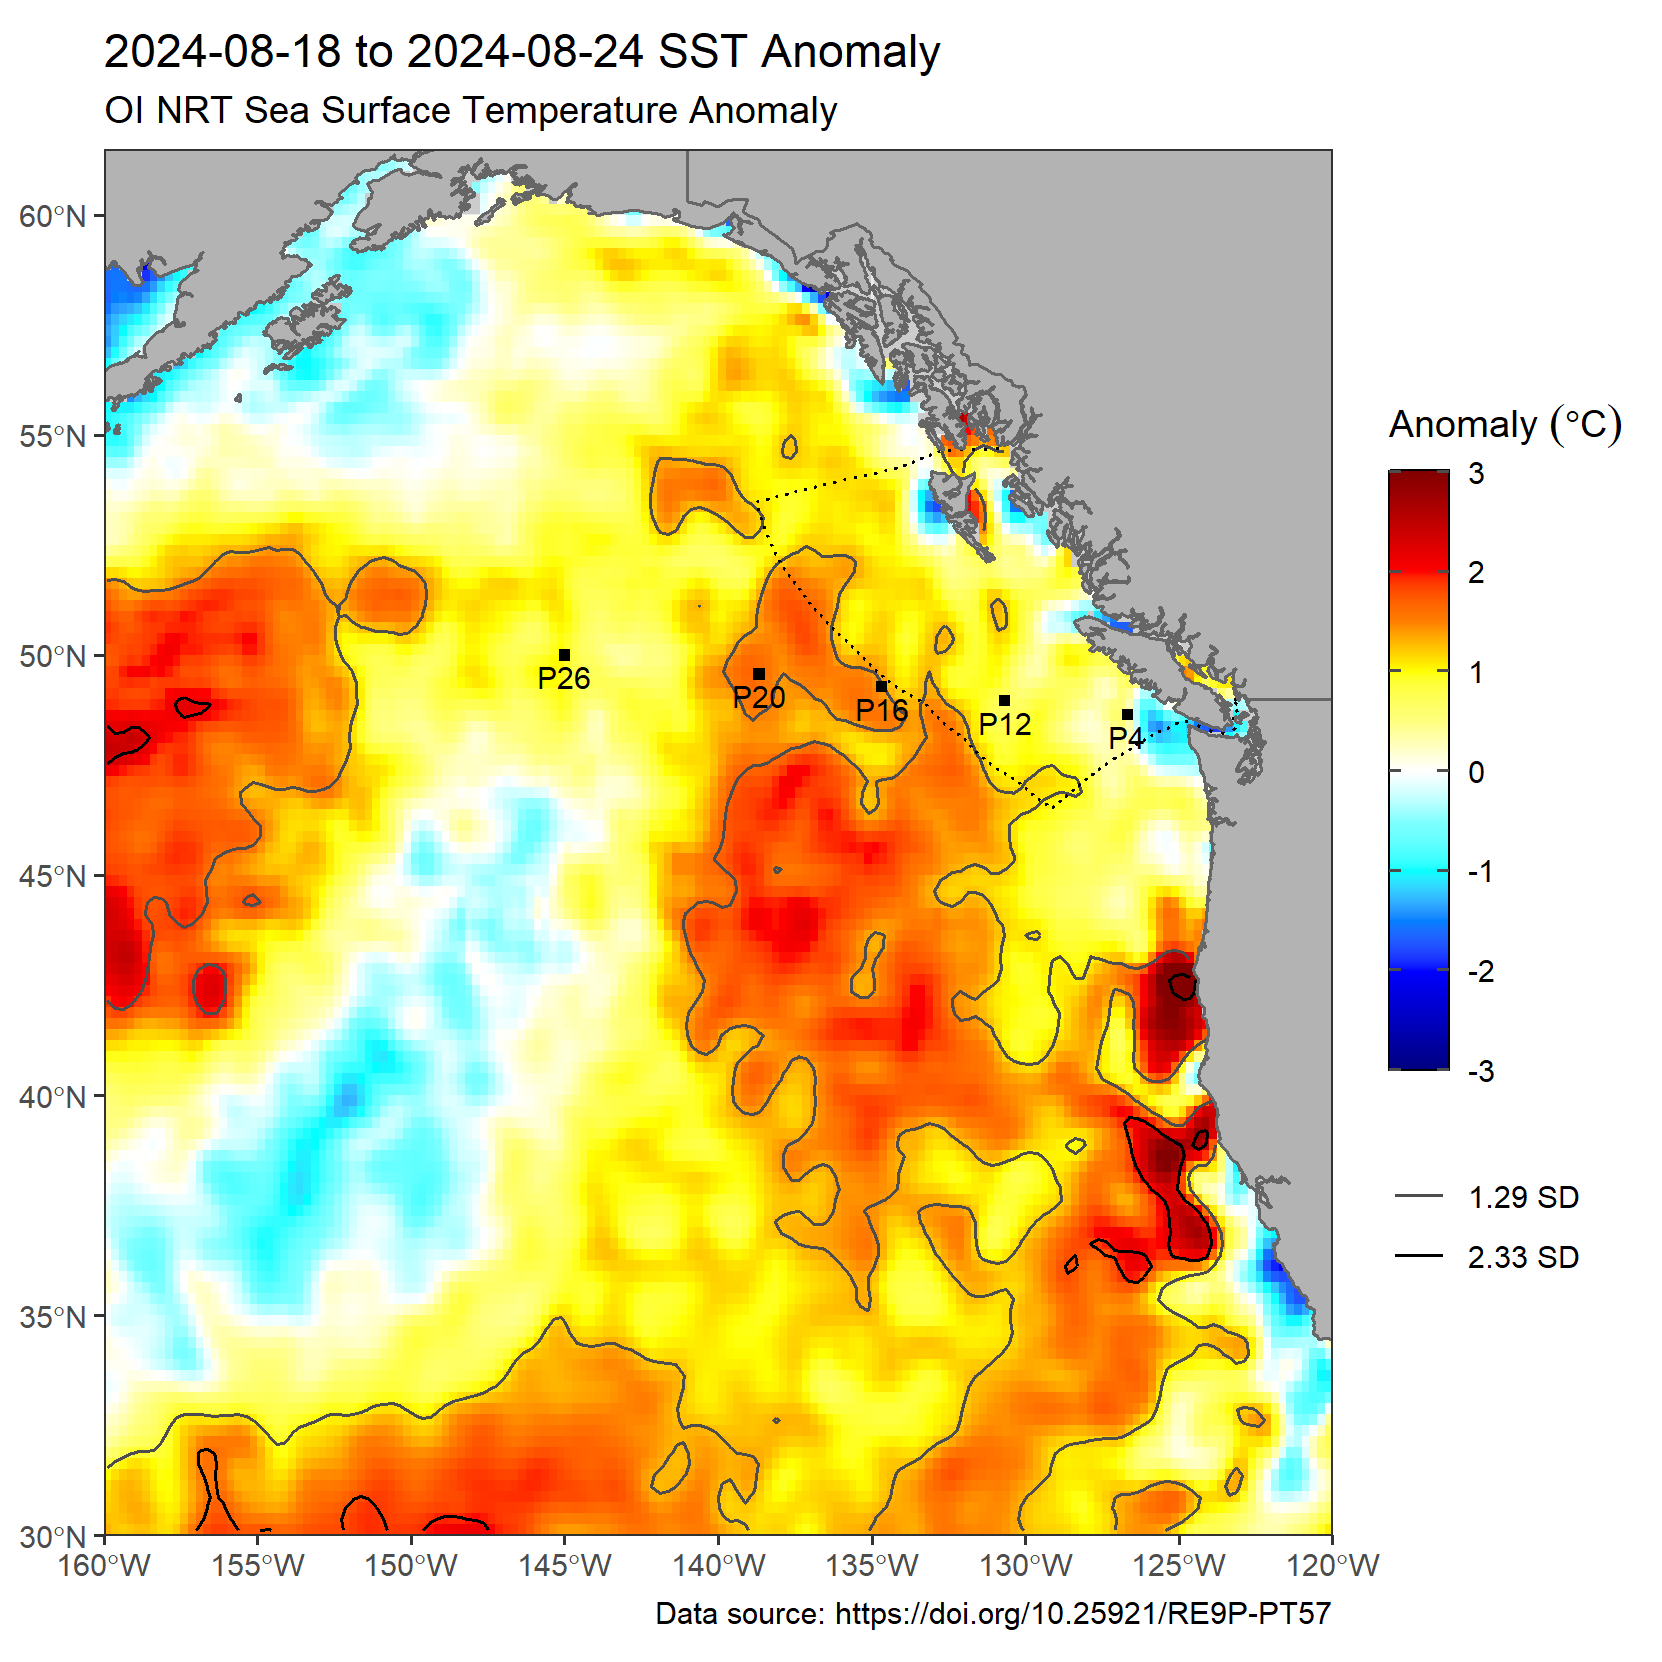 2024-08-18 to 2024-08-24 SST Anomaly
OI NRT Sea Surface Temperature Anomaly
60°N
55°N
50°N
45°N
40°N
35°N
30°N
P26
P20
P16
P12
P4
160°W
155°W
150°W
145°W
140°W
135°W
130°W
125°W
120°W
Anomaly (°C)
3
2
1
0
-1
-2
-3
1.29 SD
2.33 SD
Data source: https://doi.org/10.25921/RE9P-PT57